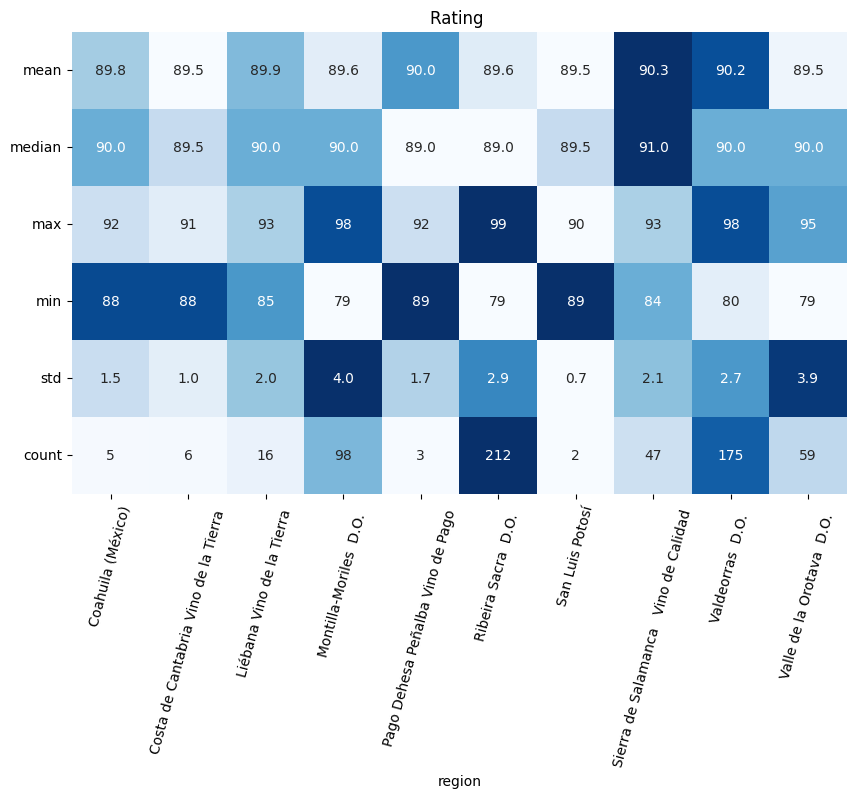 Rating
mean 89.8 89.5 89.9 89.6 90.0 89.6 89.5 90.3 90.2 89.5
median 90.0 89.5 90.0 90.0 89.0 89.0 89.5 91.0 90.0 90.0
max 92 91 93 98 92 99 90 93 98 95
min 88 88 85 79 89 79 89 84 80 79
std 1.5 1.0 2.0 4.0 1.7 2.9 0.7 2.1 2.7 3.9
count 5 6 16 98 3 212 2 47 175 59
Coahuila (México)
Costa de Cantabria Vino de la Tierra
Liébana Vino de la Tierra
Montilla-Moriles  D.O.
Pago Dehesa Peñalba Vino de Pago
Ribeira Sacra  D.O.
San Luis Potosí
Sierra de Salamanca   Vino de Calidad
Valdeorras  D.O.
Valle de la Orotava  D.O.
region